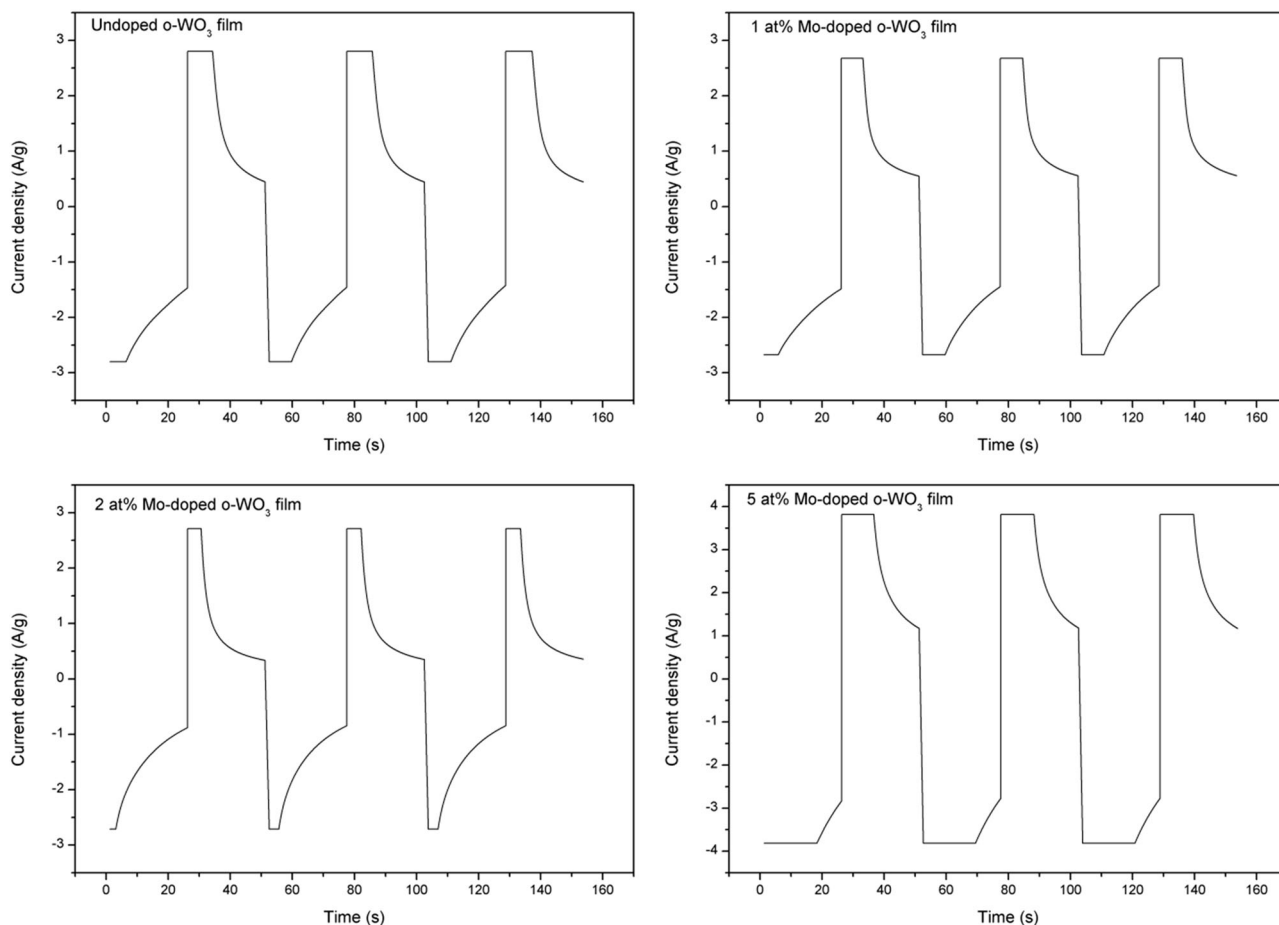 Undoped o-WO₃ film
3
2
1
0
-1
-2
-3
Current density (A/g)
0 20 40 60 80 100 120 140 160
Time (s)
1 at% Mo-doped o-WO₃ film
3
2
1
0
-1
-2
-3
Current density (A/g)
0 20 40 60 80 100 120 140 160
Time (s)
2 at% Mo-doped o-WO₃ film
3
2
1
0
-1
-2
-3
Current density (A/g)
0 20 40 60 80 100 120 140 160
Time (s)
5 at% Mo-doped o-WO₃ film
4
3
2
1
0
-1
-2
-3
-4
Current density (A/g)
0 20 40 60 80 100 120 140 160
Time (s)